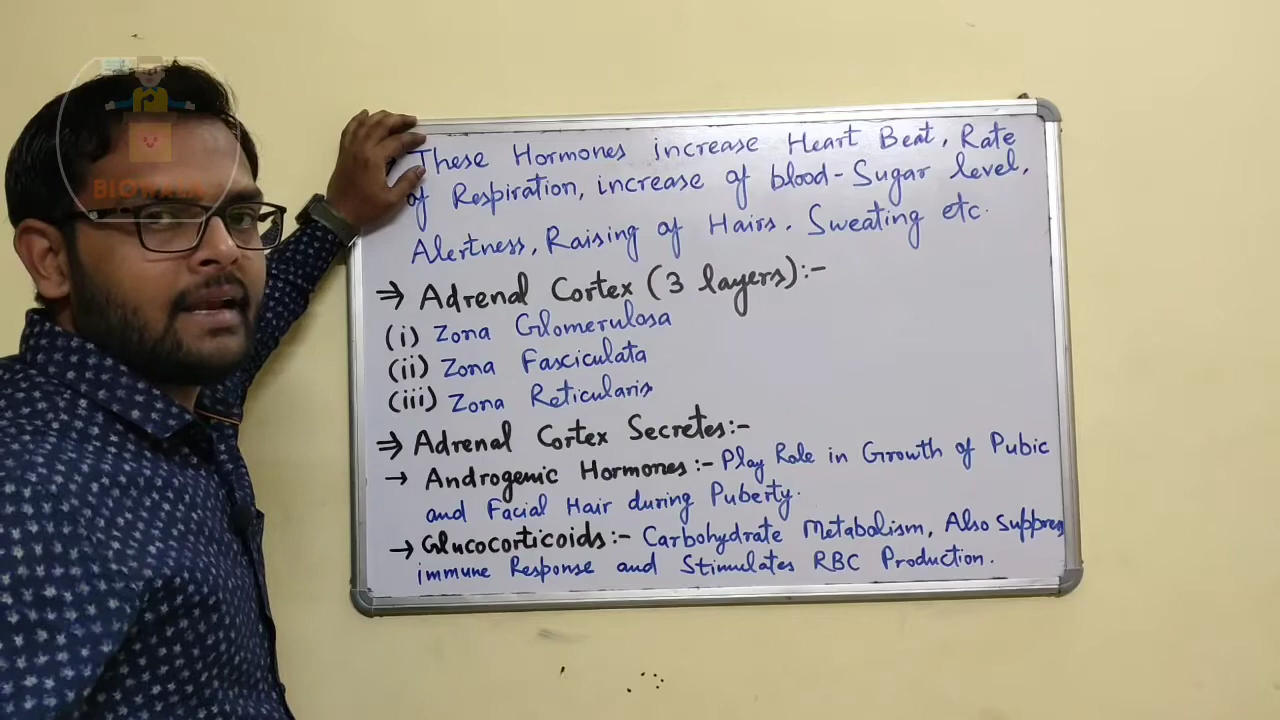 These Hormones increase Heart Beat, Rate
of Respiration, increase of blood-Sugar level,
Alertness, Raising of Hairs. Sweating etc.
⇒ Adrenal Cortex (3 layers):-
(i) Zona Glomerulosa
(ii) Zona Fasciculata
(iii) Zona Reticularis
⇒ Adrenal Cortex Secretes:-
→ Androgenic Hormones:- Play Role in Growth of Pubic
and Facial Hair during Puberty.
→ Glucocorticoids:- Carbohydrate Metabolism, Also Suppress
immune Response and Stimulates RBC Production.